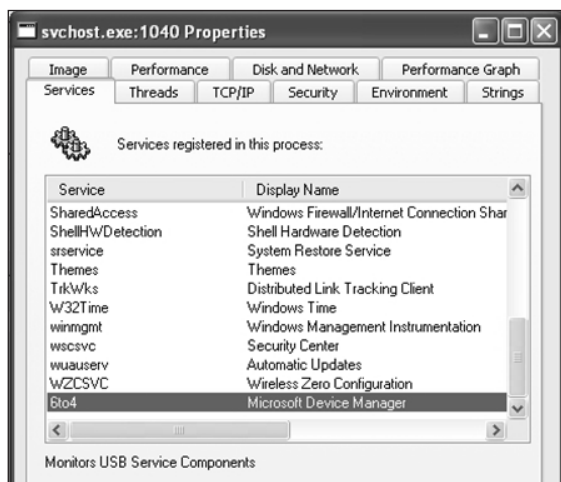 svchost.exe:1040 Properties
Image Performance Disk and Network Performance Graph
Services Threads TCP/IP Security Environment Strings
Services registered in this process:
Service Display Name
SharedAccess Windows Firewall/Internet Connection Shar
ShellHWDetection Shell Hardware Detection
srservice System Restore Service
Themes Themes
TrkWks Distributed Link Tracking Client
W32Time Windows Time
winmgmt Windows Management Instrumentation
wscsvc Security Center
wuauserv Automatic Updates
WZCSVC Wireless Zero Configuration
6to4 Microsoft Device Manager
Monitors USB Service Components